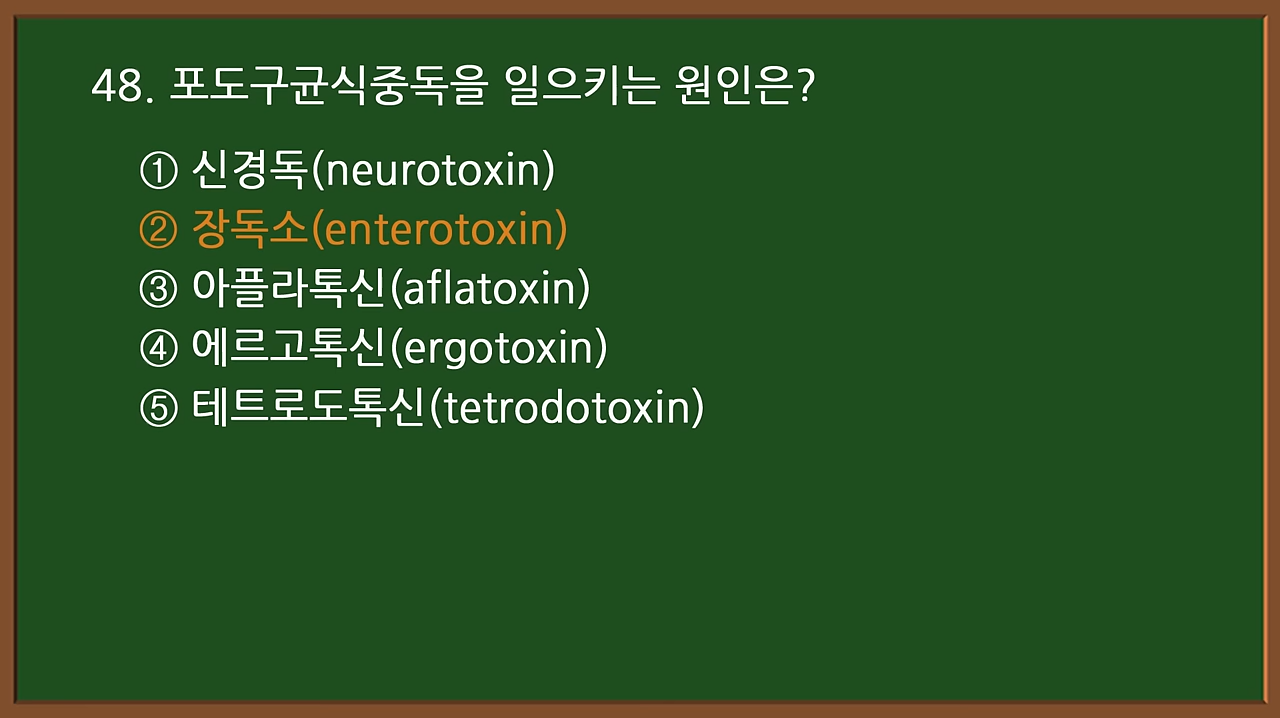 48. 포도구균식중독을 일으키는 원인은?
① 신경독(neurotoxin)
② 장독소(enterotoxin)
③ 아플라톡신(aflatoxin)
④ 에르고톡신(ergotoxin)
⑤ 테트로도톡신(tetrodotoxin)